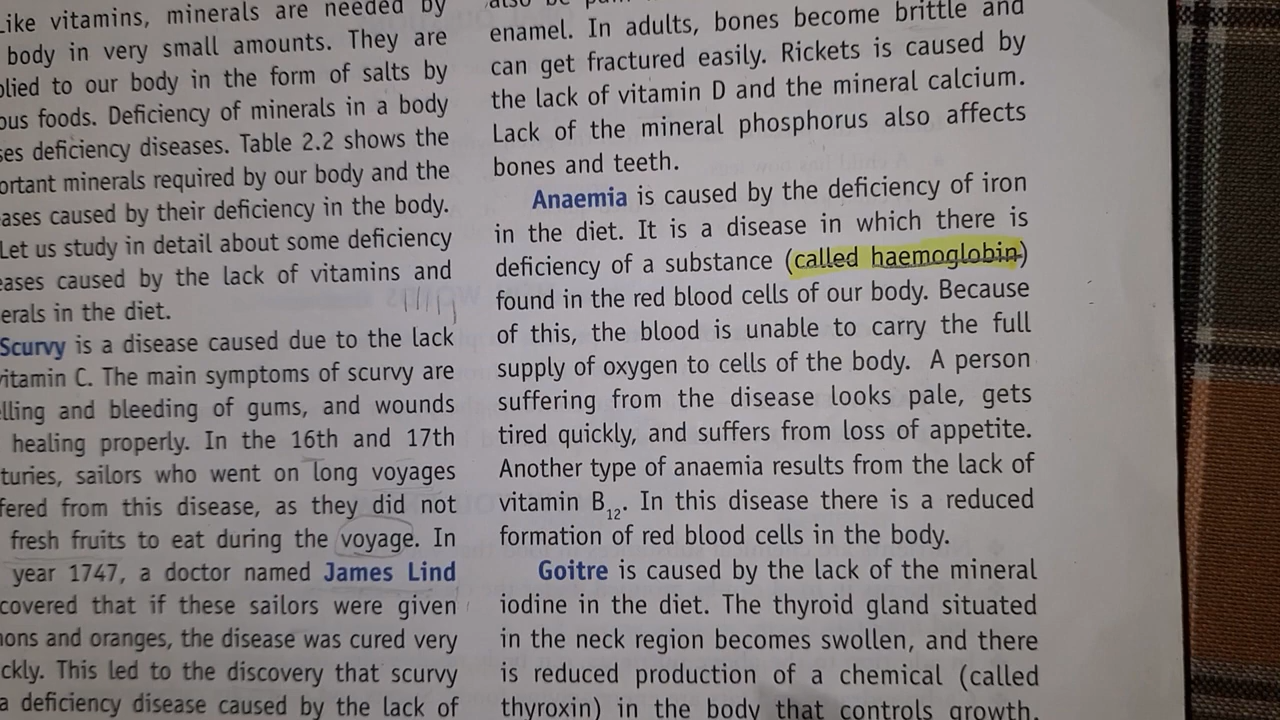 Like vitamins, minerals are needed by
body in very small amounts. They are
to our body in the form of salts by
foods. Deficiency of minerals in a body
deficiency diseases. Table 2.2 shows the
minerals required by our body and the
caused by their deficiency in the body.
Let us study in detail about some deficiency
caused by the lack of vitamins and
in the diet.
Scurvy is a disease caused due to the lack
vitamin C. The main symptoms of scurvy are
and bleeding of gums, and wounds
healing properly. In the 16th and 17th
sailors who went on long voyages
from this disease, as they did not
fresh fruits to eat during the voyage. In
year 1747, a doctor named James Lind
that if these sailors were given
and oranges, the disease was cured very
This led to the discovery that scurvy
a deficiency disease caused by the lack of
enamel. In adults, bones become brittle and
can get fractured easily. Rickets is caused by
the lack of vitamin D and the mineral calcium.
Lack of the mineral phosphorus also affects
bones and teeth.
Anaemia is caused by the deficiency of iron
in the diet. It is a disease in which there is
deficiency of a substance (called haemoglobin)
found in the red blood cells of our body. Because
of this, the blood is unable to carry the full
supply of oxygen to cells of the body. A person
suffering from the disease looks pale, gets
tired quickly, and suffers from loss of appetite.
Another type of anaemia results from the lack of
vitamin B12. In this disease there is a reduced
formation of red blood cells in the body.
Goitre is caused by the lack of the mineral
iodine in the diet. The thyroid gland situated
in the neck region becomes swollen, and there
is reduced production of a chemical (called
thyroxin) in the body that controls growth.